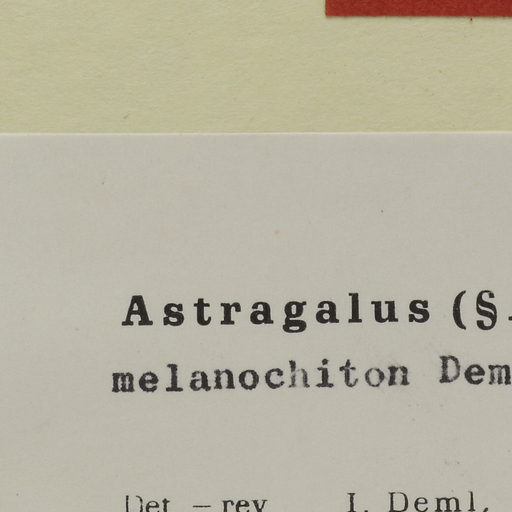 Astragalus (§
melanochiton Dem
Det – rev I. Deml,